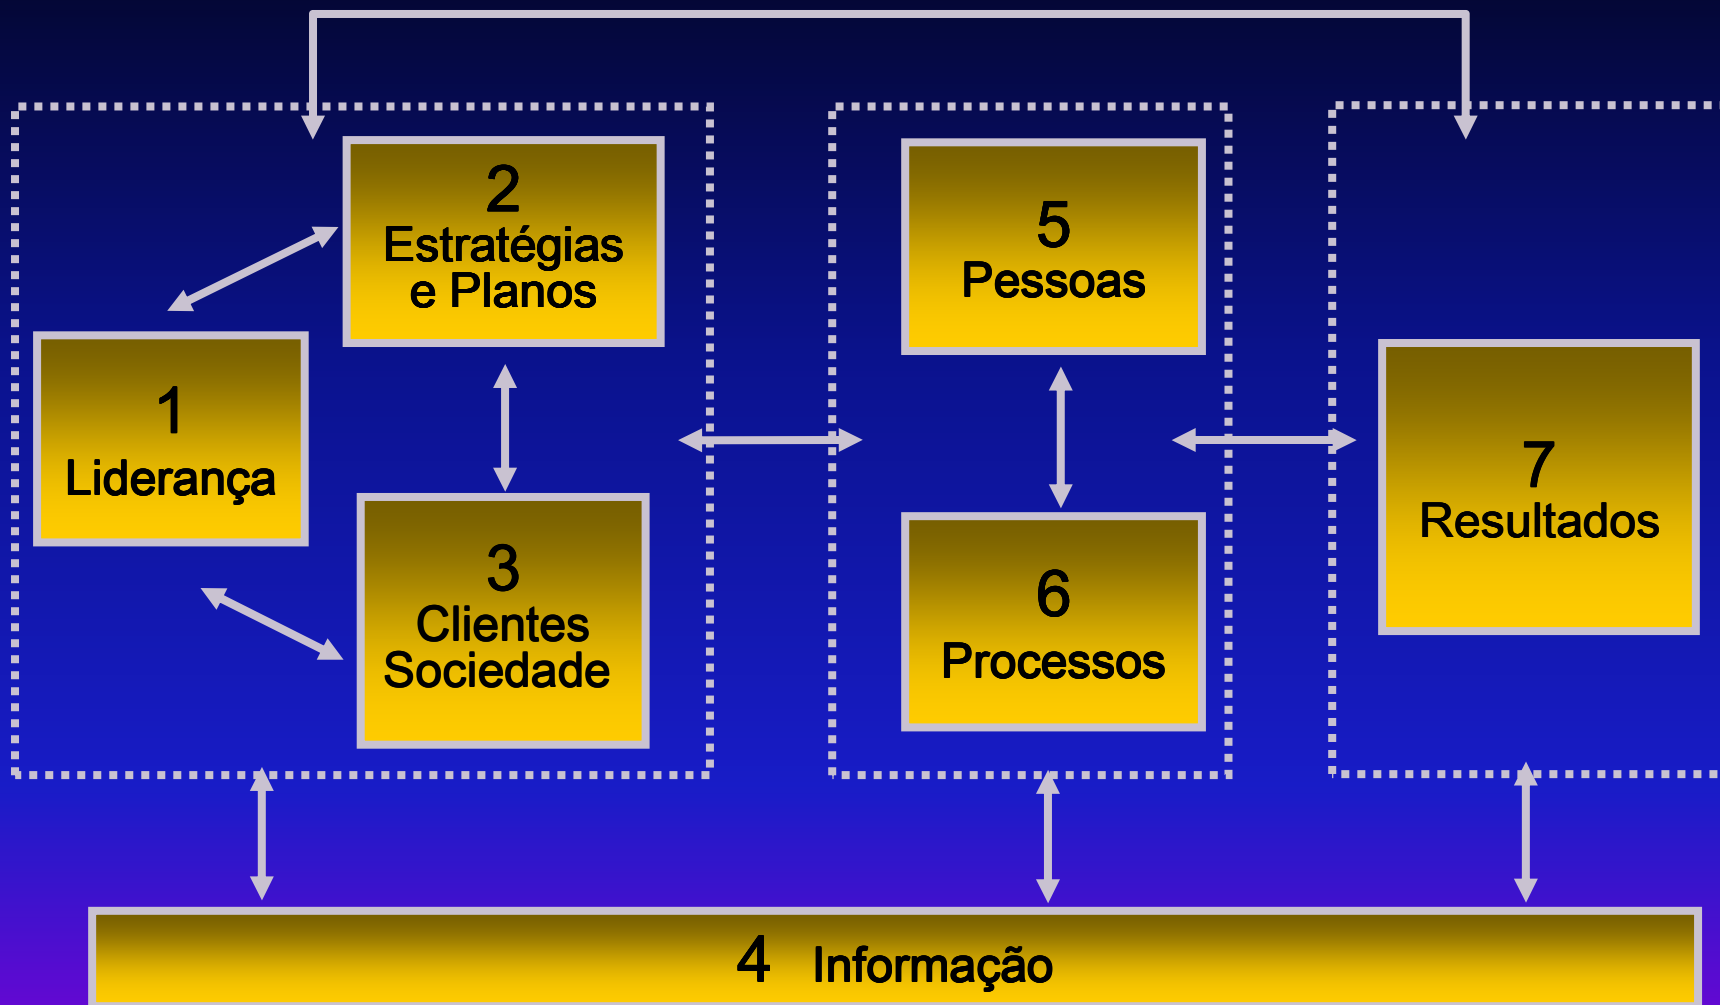 1
Liderança
2
Estratégias
e Planos
3
Clientes
Sociedade
5
Pessoas
6
Processos
7
Resultados
4 Informação